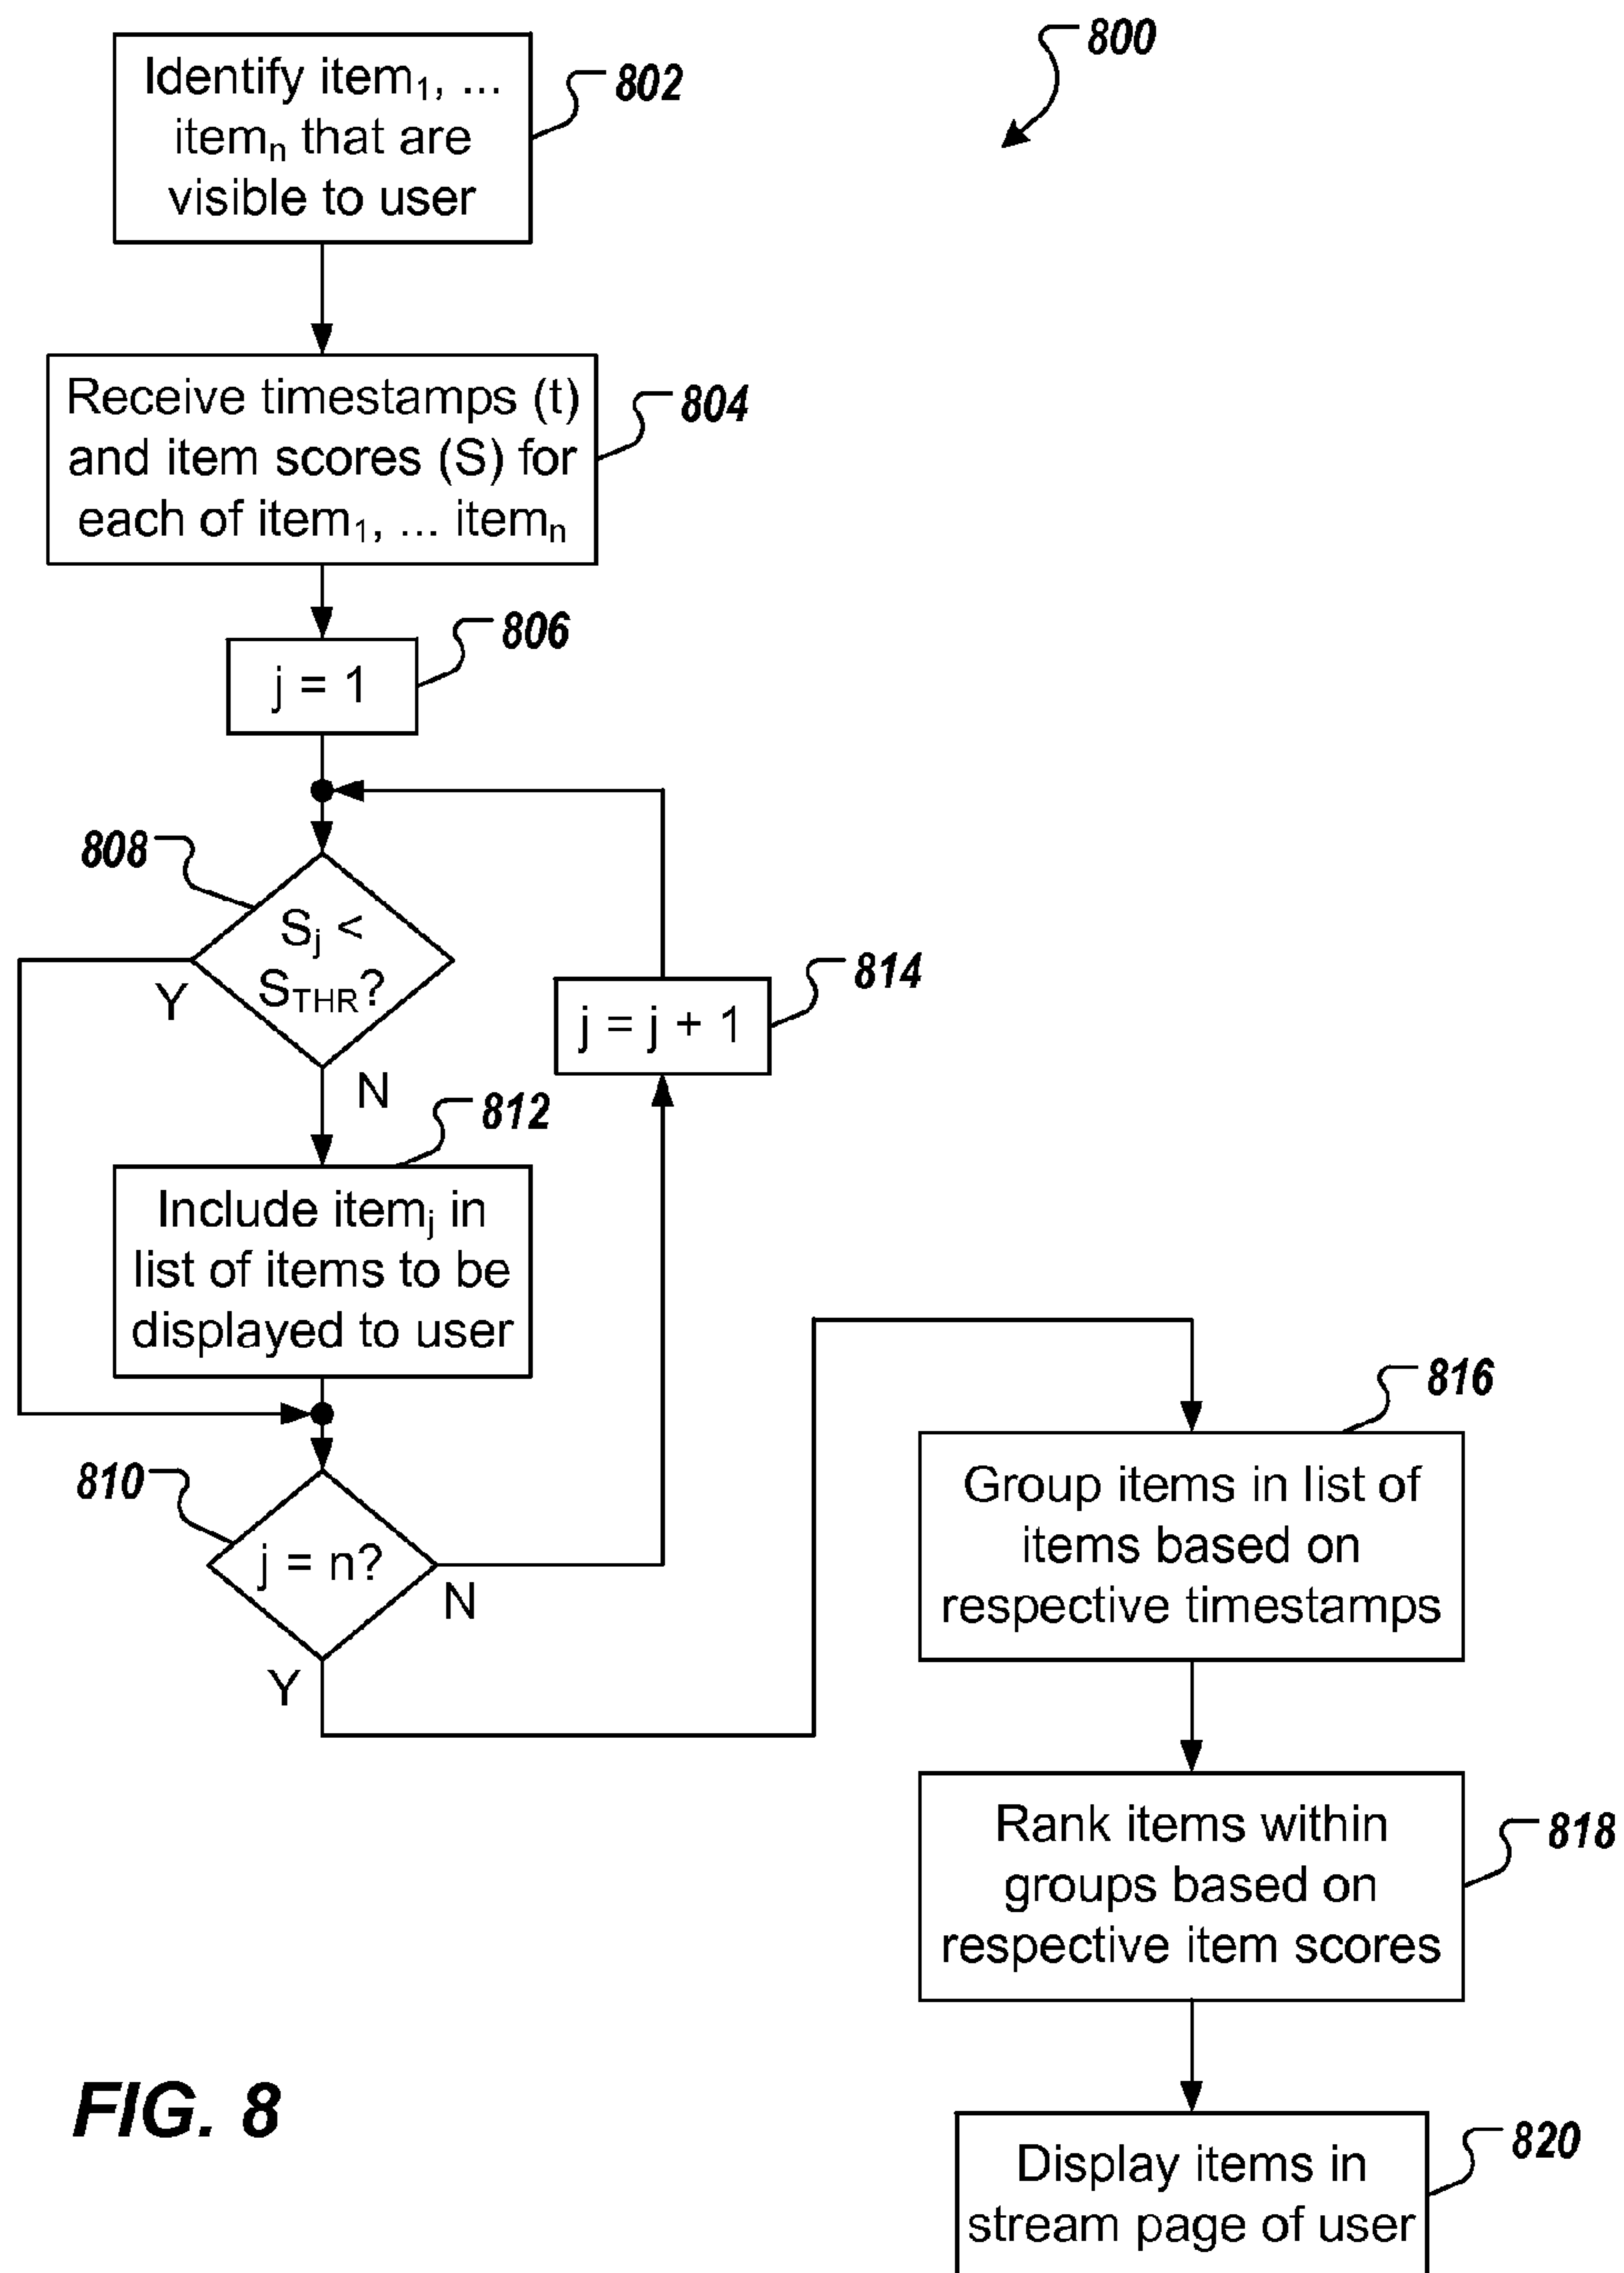 800
Identify item₁, ...
itemₙ that are
visible to user
802
Receive timestamps (t)
and item scores (S) for
each of item₁, ... itemₙ
804
j = 1
806
808
Sⱼ <
S_THR?
Y
N
j = j + 1
814
812
Include itemⱼ in
list of items to be
displayed to user
810
j = n?
N
Y
816
Group items in list of
items based on
respective timestamps
Rank items within
groups based on
respective item scores
818
Display items in
stream page of user
820
FIG. 8